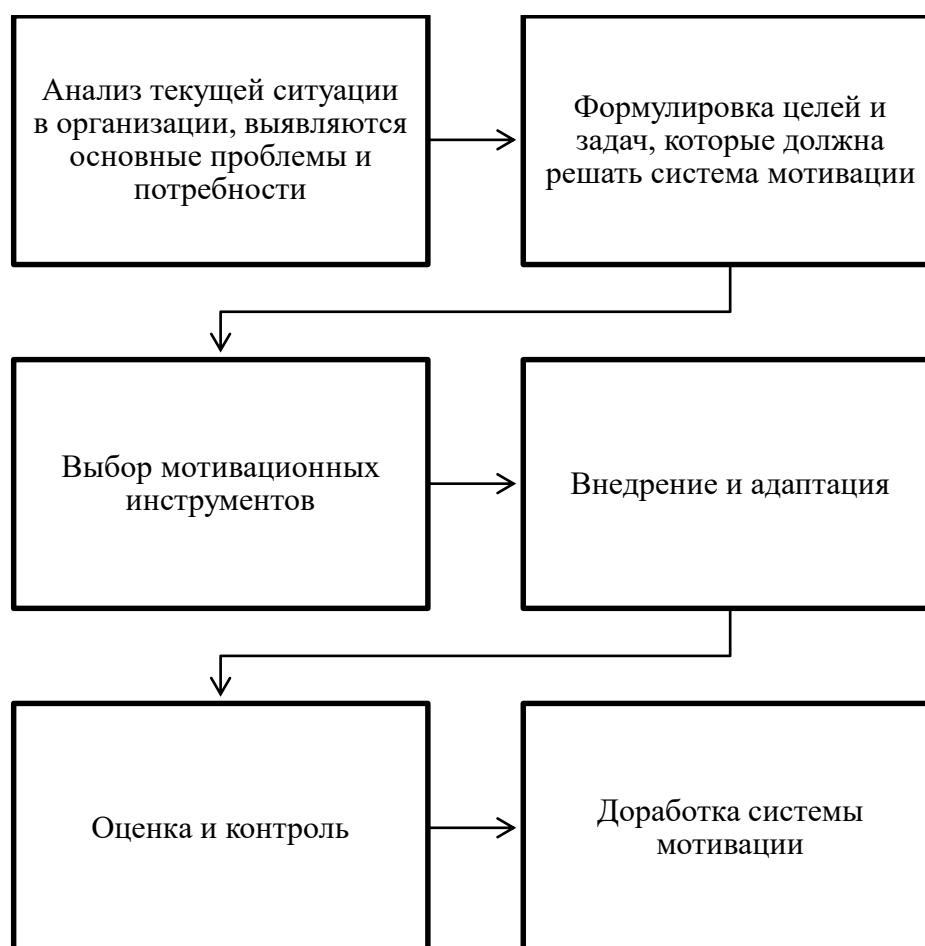 Анализ текущей ситуации
в организации, выявляются
основные проблемы и
потребности
Формулировка целей и
задач, которые должна
решать система мотивации
Выбор мотивационных
инструментов
Внедрение и адаптация
Оценка и контроль
Доработка системы
мотивации